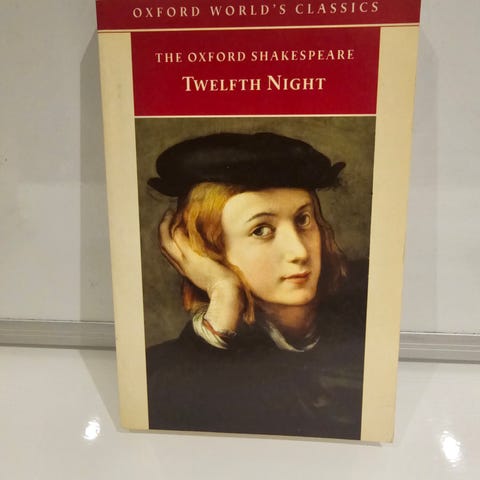 OXFORD WORLD'S CLASSICS
THE OXFORD SHAKESPEARE
TWELFTH NIGHT